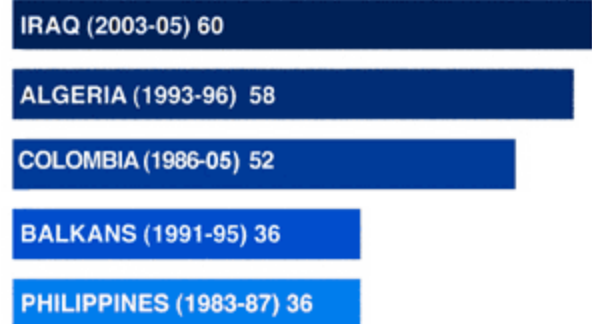 IRAQ (2003-05) 60
ALGERIA (1993-96) 58
COLOMBIA (1986-05) 52
BALKANS (1991-95) 36
PHILIPPINES (1983-87) 36